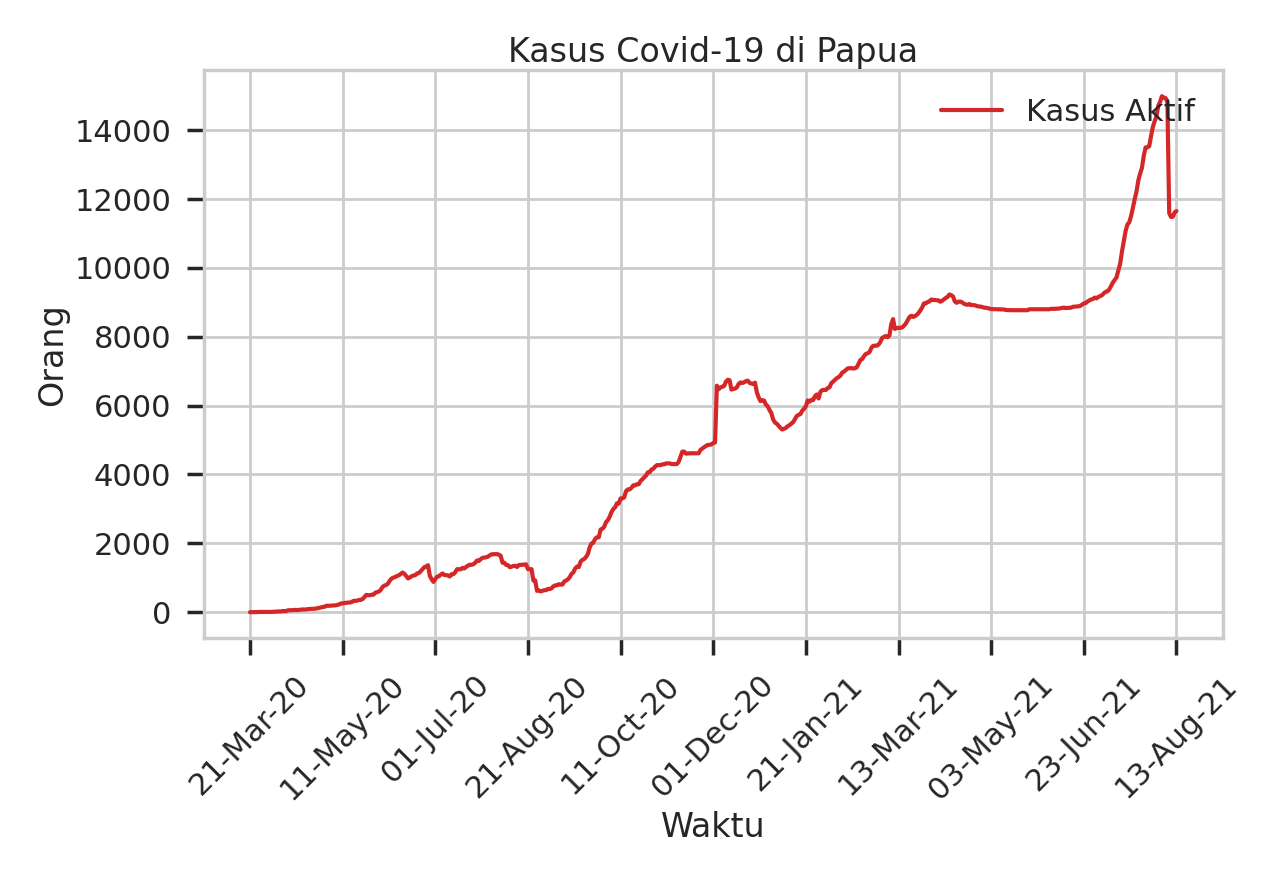 Kasus Covid-19 di Papua
Kasus Aktif
14000
12000
10000
8000
6000
4000
2000
0
Orang
21-Mar-20
11-May-20
01-Jul-20
21-Aug-20
11-Oct-20
01-Dec-20
21-Jan-21
13-Mar-21
03-May-21
23-Jun-21
13-Aug-21
Waktu